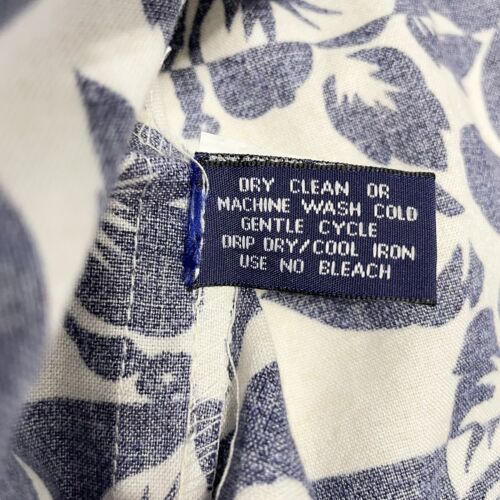 DRY CLEAN OR
MACHINE WASH COLD
GENTLE CYCLE
DRIP DRY/COOL IRON
USE NO BLEACH